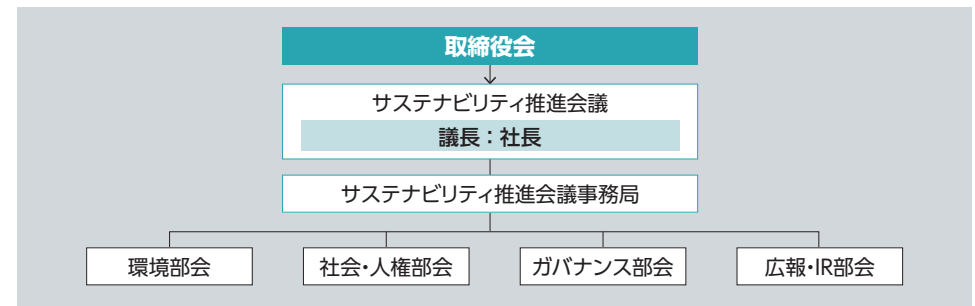 取締役会
サステナビリティ推進会議
議長：社長
サステナビリティ推進会議事務局
環境部会
社会・人権部会
ガバナンス部会
広報・IR部会